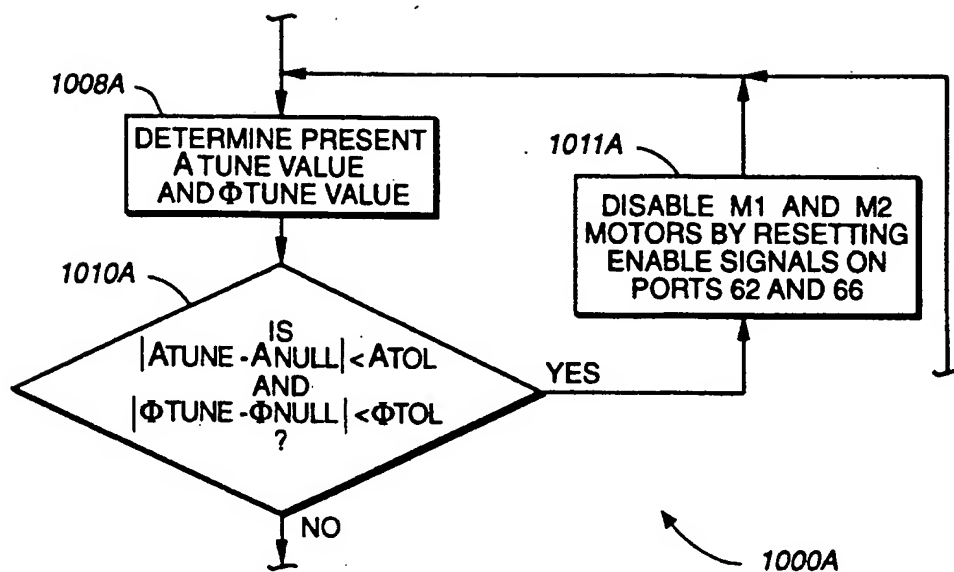 1008A
DETERMINE PRESENT
ATUNE VALUE
AND ΦTUNE VALUE
1011A
DISABLE M1 AND M2
MOTORS BY RESETTING
ENABLE SIGNALS ON
PORTS 62 AND 66
1010A
IS
|ATUNE - ANULL| < ATOL
AND
|ΦTUNE - ΦNULL| < ΦTOL
?
YES
NO
1000A